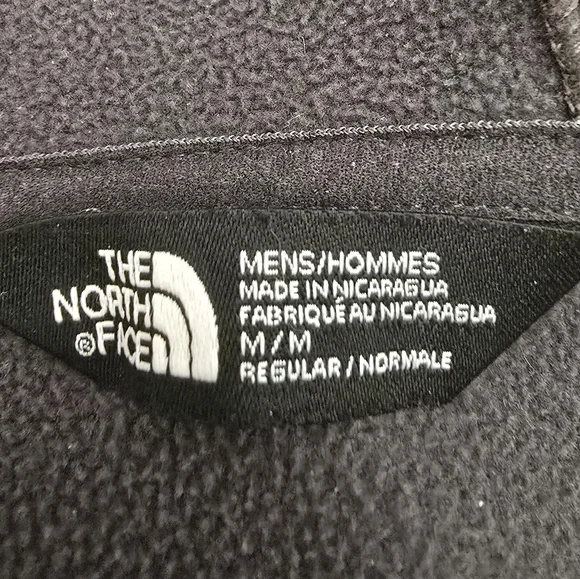 THE
NORTH
®FACE
MENS/HOMMES
MADE IN NICARAGUA
FABRIQUÉ AU NICARAGUA
M/M
REGULAR/NORMALE